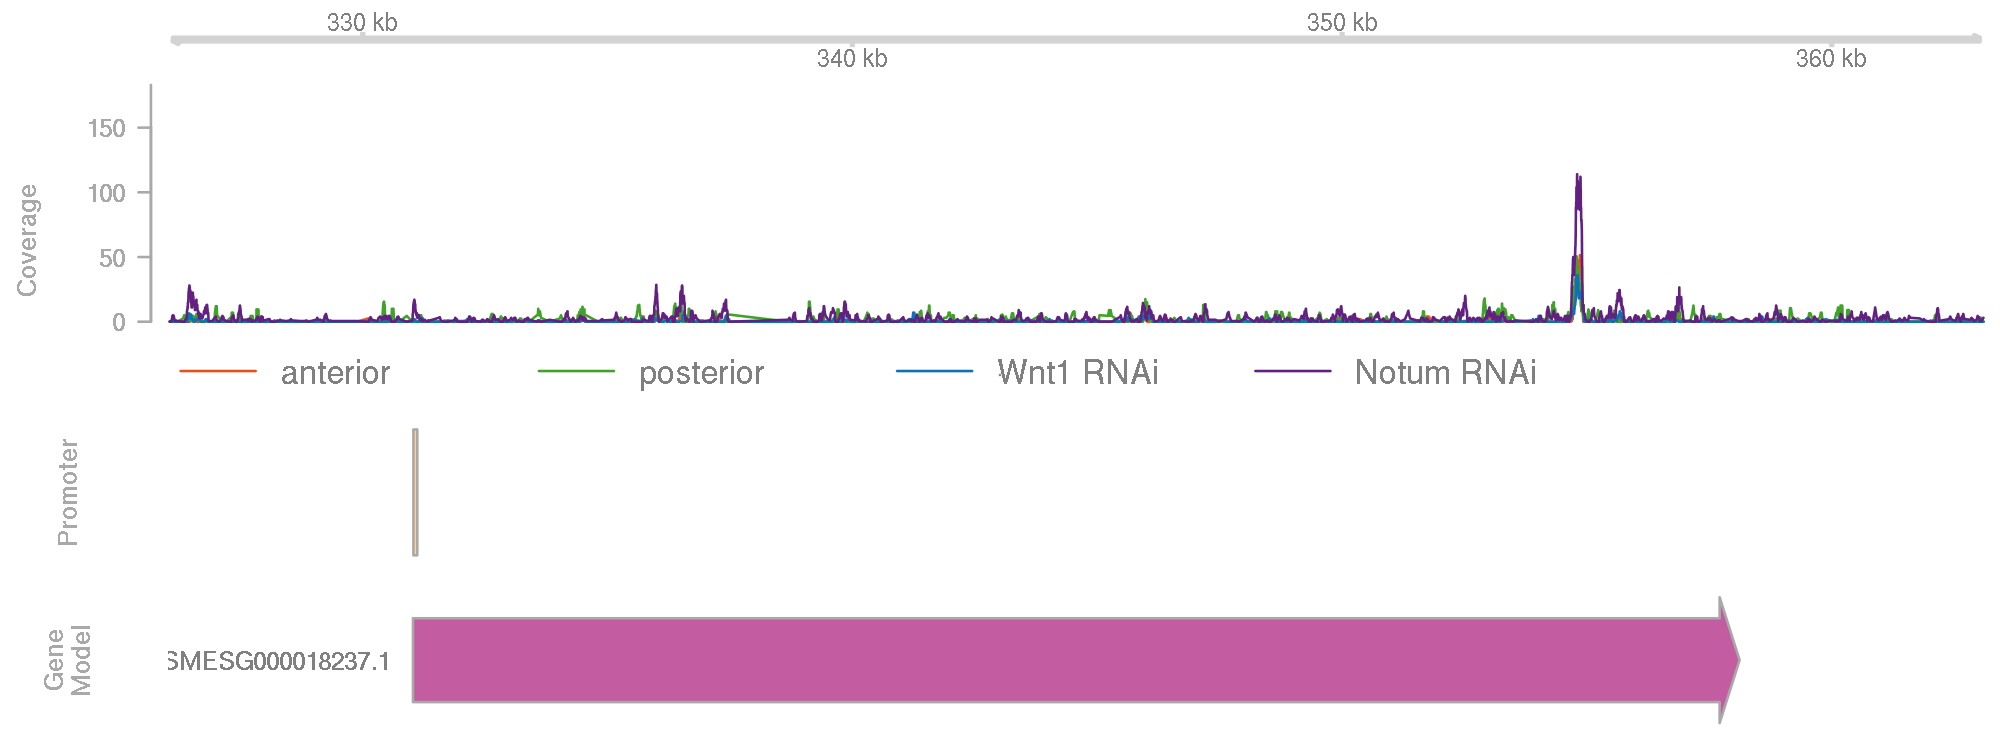 330 kb
350 kb
340 kb
360 kb
Coverage
150
100
50
0
anterior
posterior
Wnt1 RNAi
Notum RNAi
Promoter
Gene
Model
SMESG000018237.1